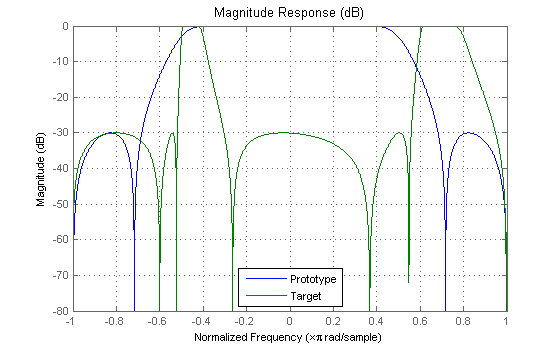 Magnitude Response (dB)
Magnitude (dB)
0
-10
-20
-30
-40
-50
-60
-70
-80
Prototype
Target
-1 -0.8 -0.6 -0.4 -0.2 0 0.2 0.4 0.6 0.8 1
Normalized Frequency (×π rad/sample)